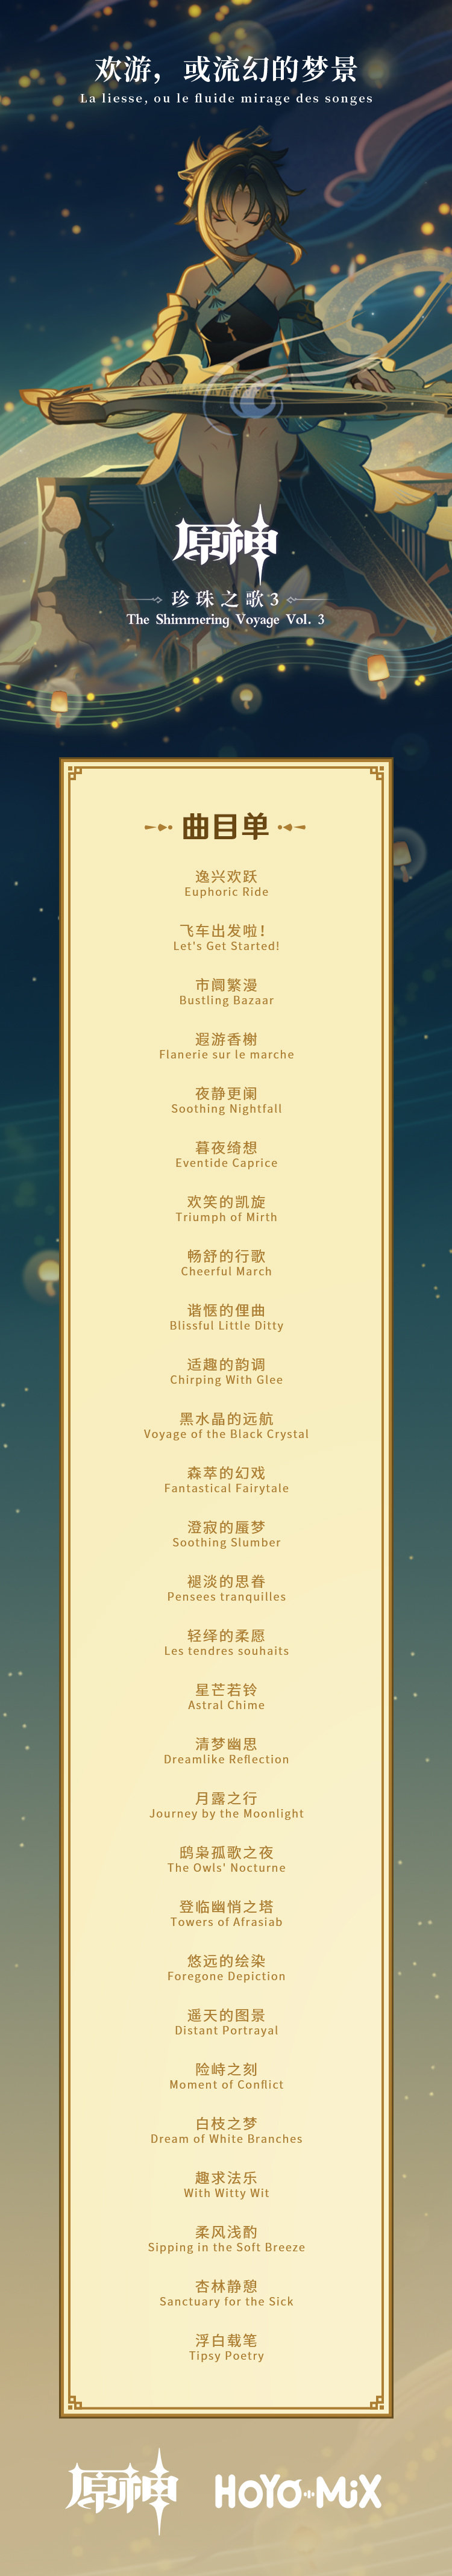 欢游，或流幻的梦景
La liesse, ou le fluide mirage des songes
原神
珍珠之歌3
The Shimmering Voyage Vol. 3
曲目单
逸兴欢跃
Euphoric Ride
飞车出发啦！
Let's Get Started!
市阛繁漫
Bustling Bazaar
遐游香榭
Flanerie sur le marche
夜静更阑
Soothing Nightfall
暮夜绮想
Eventide Caprice
欢笑的凯旋
Triumph of Mirth
畅舒的行歌
Cheerful March
谐惬的俚曲
Blissful Little Ditty
适趣的韵调
Chirping With Glee
黑水晶的远航
Voyage of the Black Crystal
森萃的幻戏
Fantastical Fairytale
澄寂的蜃梦
Soothing Slumber
褪淡的思眷
Pensees tranquilles
轻绎的柔愿
Les tendres souhaits
星芒若铃
Astral Chime
清梦幽思
Dreamlike Reflection
月露之行
Journey by the Moonlight
鸱枭孤歌之夜
The Owls' Nocturne
登临幽悄之塔
Towers of Afrasiab
悠远的绘染
Foregone Depiction
遥天的图景
Distant Portrayal
险峙之刻
Moment of Conflict
白枝之梦
Dream of White Branches
趣求法乐
With Witty Wit
柔风浅酌
Sipping in the Soft Breeze
杏林静憩
Sanctuary for the Sick
浮白载笔
Tipsy Poetry
原神 HOYO-MiX